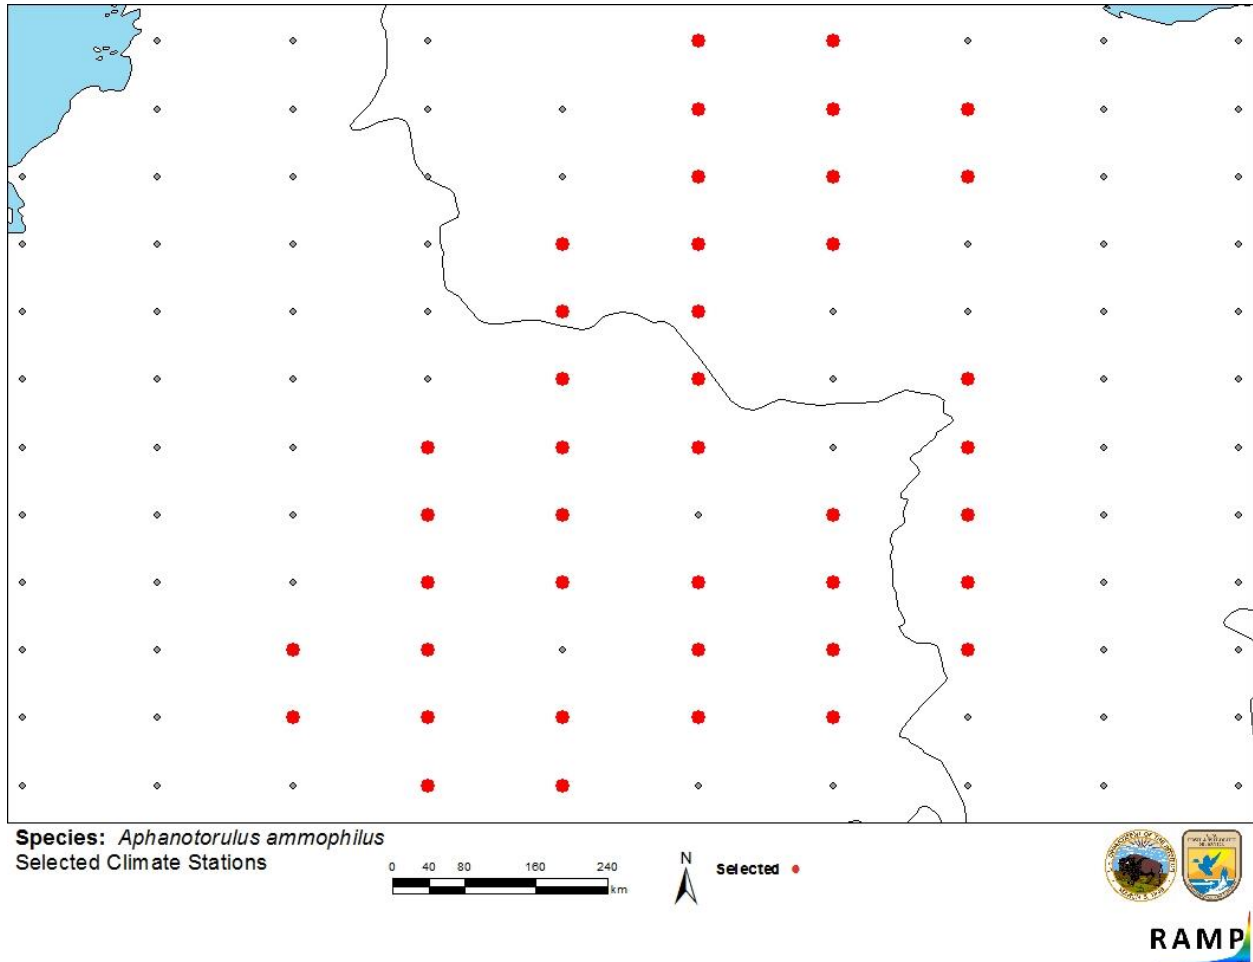 Species: Aphanotorulus ammophilus
Selected Climate Stations
0 40 80 160 240
km
N
Selected
RAMP